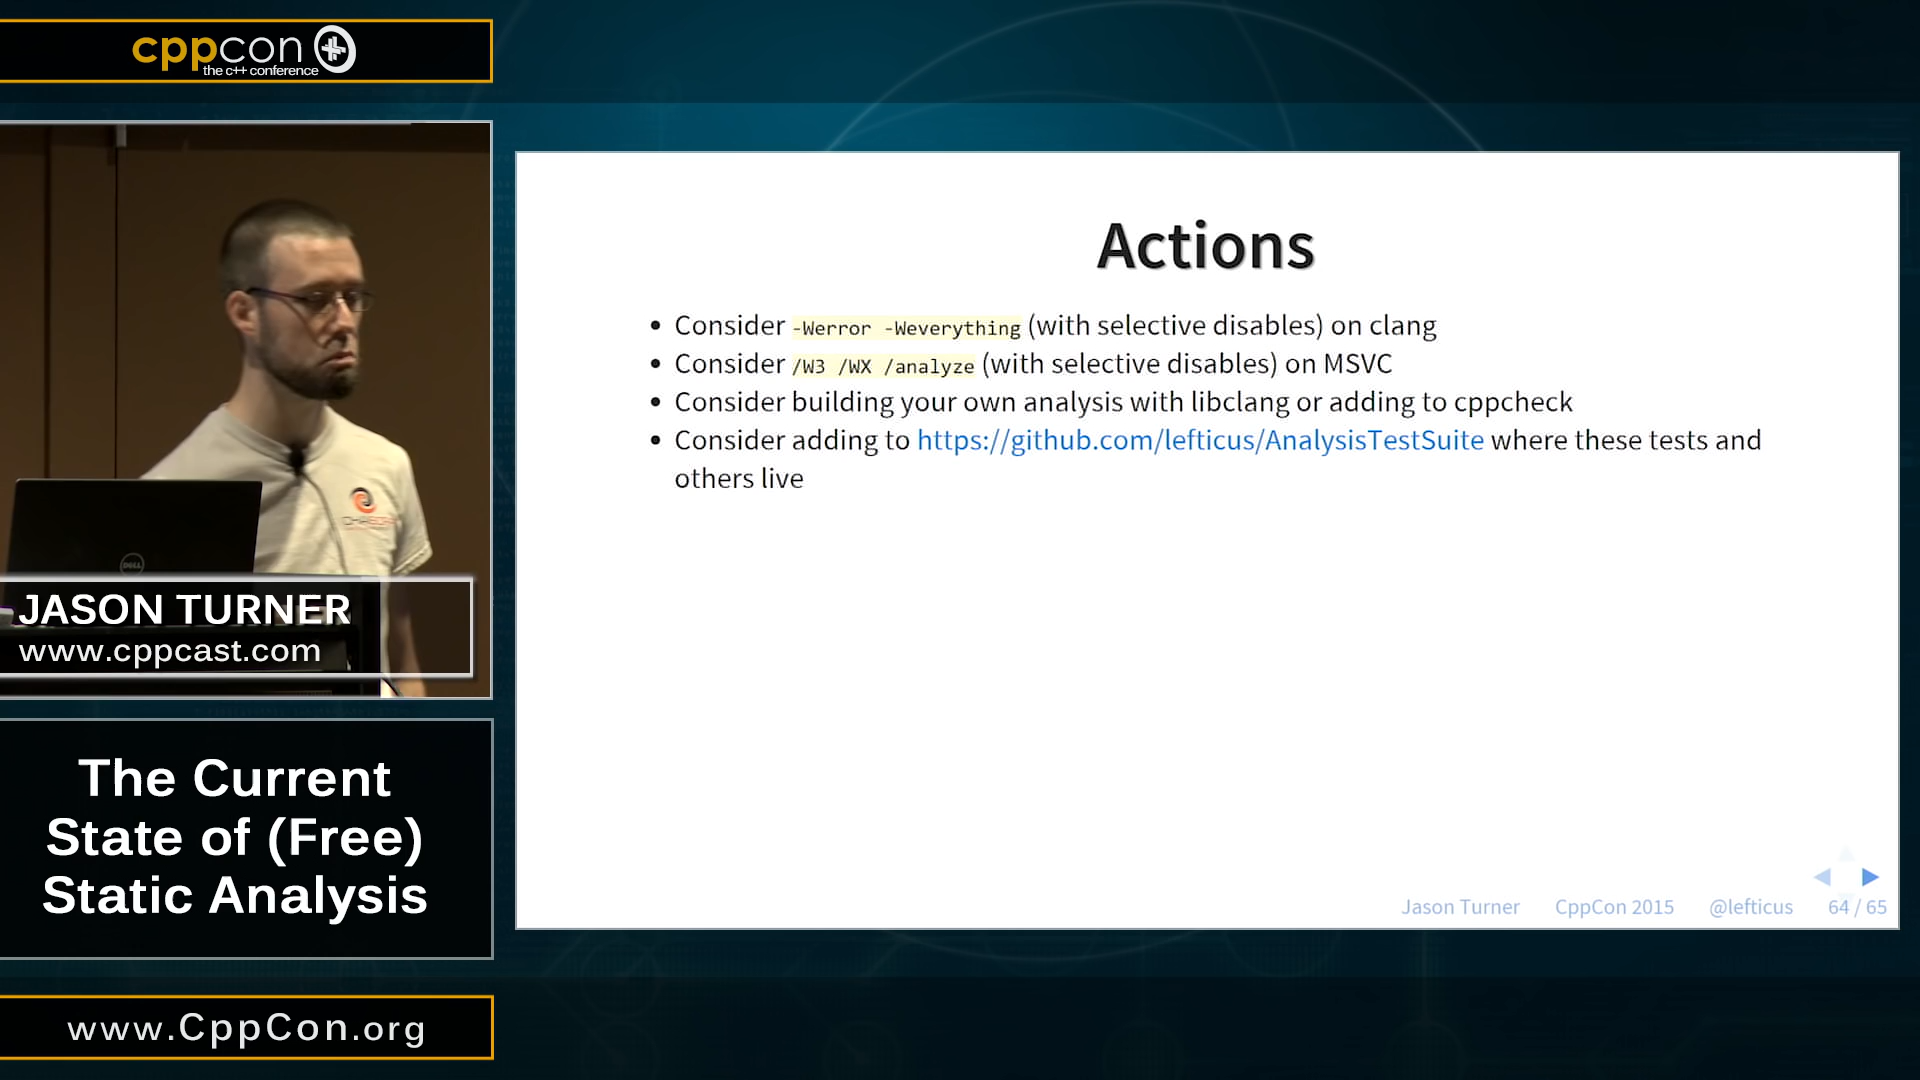 cppcon
the c++ conference
DELL
JASON TURNER
www.cppcast.com
The Current
State of (Free)
Static Analysis
www.CppCon.org
Actions
• Consider -Werror -Weverything (with selective disables) on clang
• Consider /W3 /WX /analyze (with selective disables) on MSVC
• Consider building your own analysis with libclang or adding to cppcheck
• Consider adding to https://github.com/lefticus/AnalysisTestSuite where these tests and
others live
Jason Turner CppCon 2015 @lefticus 64 / 65